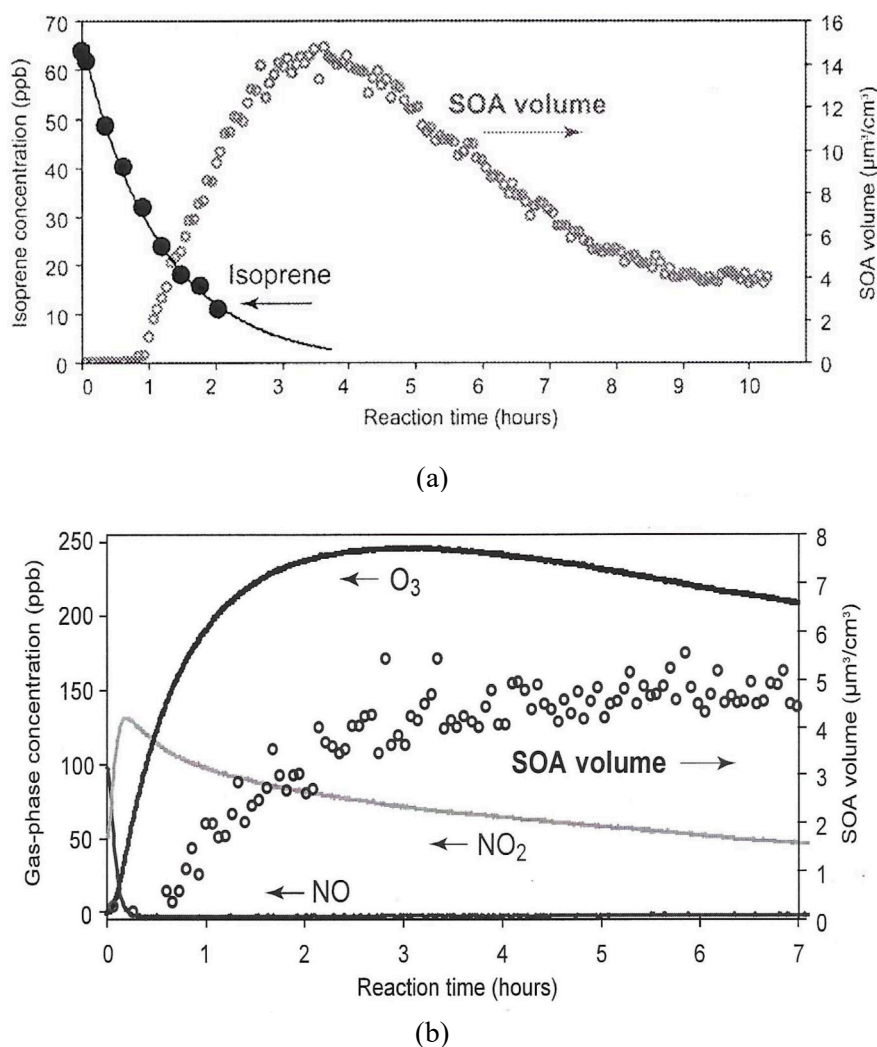 Isoprene concentration (ppb)
70
60
50
40
30
20
10
0
SOA volume
Isoprene
16
14
12
10
8
6
4
2
0
SOA volume (μm³/cm³)
0 1 2 3 4 5 6 7 8 9 10
Reaction time (hours)
(a)
Gas-phase concentration (ppb)
250
200
150
100
50
0
O₃
SOA volume
NO₂
NO
8
7
6
5
4
3
2
1
0
SOA volume (μm³/cm³)
0 1 2 3 4 5 6 7
Reaction time (hours)
(b)